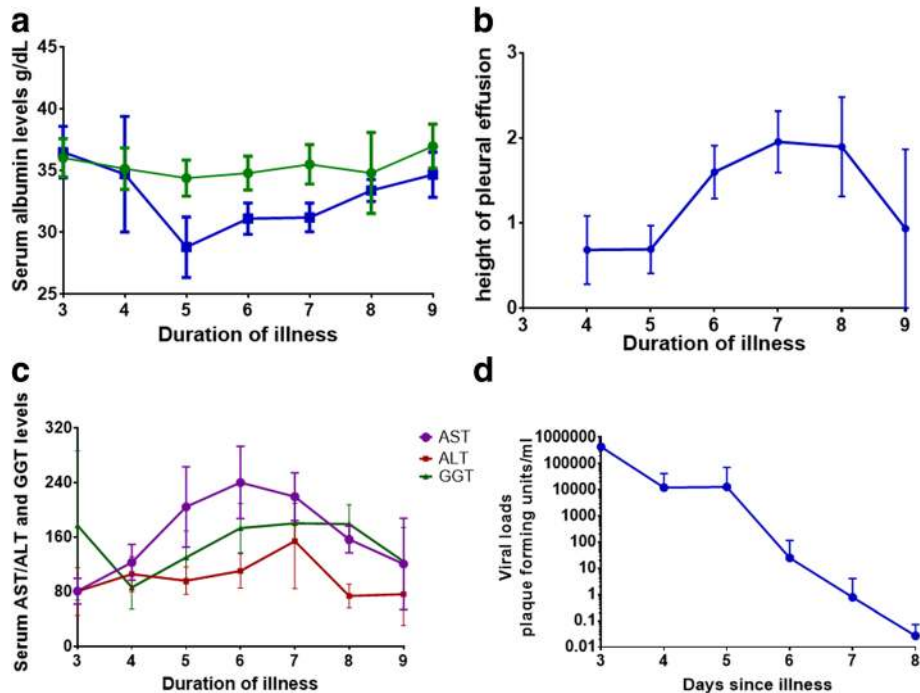 a
Serum albumin levels g/dL
45
40
35
30
25
3 4 5 6 7 8 9
Duration of illness
b
height of pleural effusion
3
2
1
0
3 4 5 6 7 8 9
Duration of illness
c
Serum AST/ALT and GGT levels
320
240
160
80
0
3 4 5 6 7 8 9
Duration of illness
AST
ALT
GGT
d
Viral loads
plaque forming units/ml
1000000
100000
10000
1000
100
10
1
0.1
0.01
3 4 5 6 7 8
Days since illness